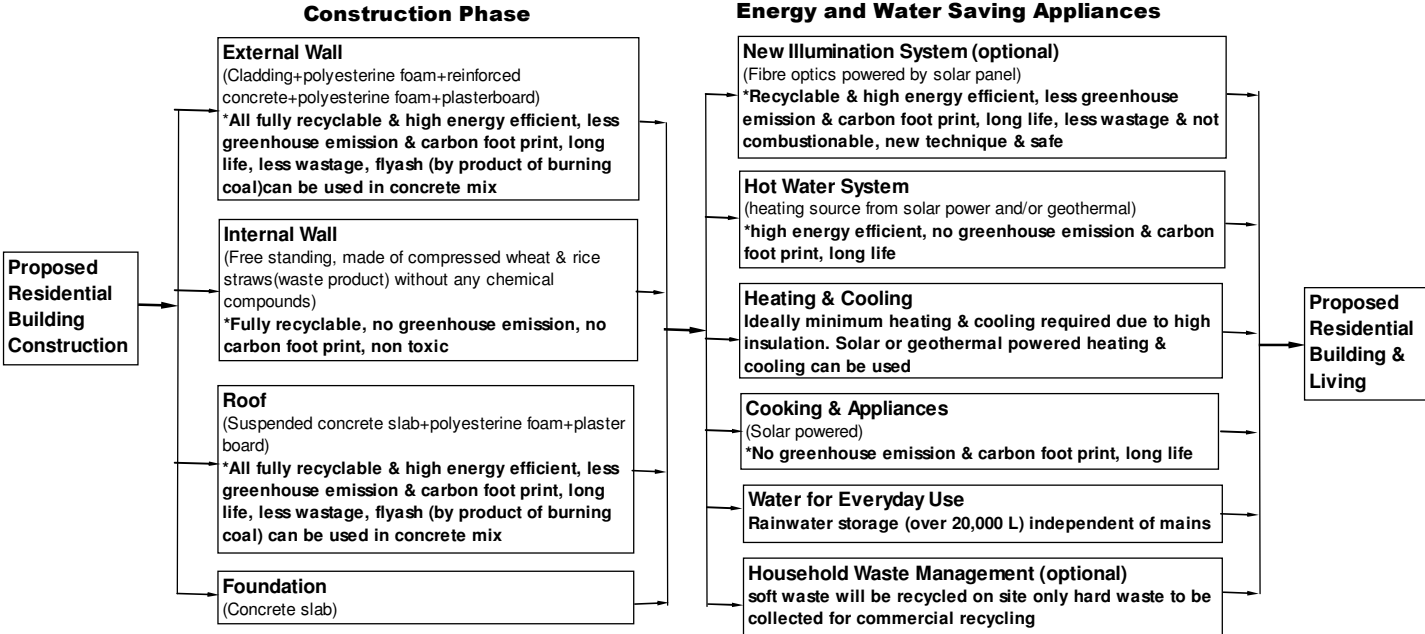 Construction Phase
Energy and Water Saving Appliances
Proposed
Residential
Building
Construction
External Wall
(Cladding+polyesterine foam+reinforced
concrete+polyesterine foam+plasterboard)
*All fully recyclable & high energy efficient, less
greenhouse emission & carbon foot print, long
life, less wastage, flyash (by product of burning
coal)can be used in concrete mix
Internal Wall
(Free standing, made of compressed wheat & rice
straws(waste product) without any chemical
compounds)
*Fully recyclable, no greenhouse emission, no
carbon foot print, non toxic
Roof
(Suspended concrete slab+polyesterine foam+plaster
board)
*All fully recyclable & high energy efficient, less
greenhouse emission & carbon foot print, long
life, less wastage, flyash (by product of burning
coal) can be used in concrete mix
Foundation
(Concrete slab)
New Illumination System (optional)
(Fibre optics powered by solar panel)
*Recyclable & high energy efficient, less greenhouse
emission & carbon foot print, long life, less wastage & not
combustionable, new technique & safe
Hot Water System
(heating source from solar power and/or geothermal)
*high energy efficient, no greenhouse emission & carbon
foot print, long life
Heating & Cooling
Ideally minimum heating & cooling required due to high
insulation. Solar or geothermal powered heating &
cooling can be used
Cooking & Appliances
(Solar powered)
*No greenhouse emission & carbon foot print, long life
Water for Everyday Use
Rainwater storage (over 20,000 L) independent of mains
Household Waste Management (optional)
soft waste will be recycled on site only hard waste to be
collected for commercial recycling
Proposed
Residential
Building &
Living